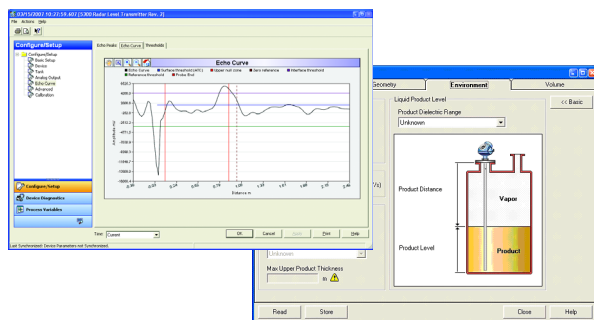 03/15/2007 10:27:59.607 [5300 Radar Level Transmitter Rev. 2]
File Actions Help
Configure/Setup
Configure/Setup
Basic Setup
Device
Tank
Analog Output
Echo Curve
Advanced
Calibration
Configure/Setup
Device Diagnostics
Process Variables
Echo Peaks Echo Curve Thresholds
Echo Curve
Echo Curve Surface threshold (ATC) Upper null zone Zero reference Interface threshold
Reference threshold Probe End
Amplitude, mV
Distance m
Time: Current
OK Cancel Print Help
Last Synchronized: Device Parameters not Synchronized.
Geometry Environment Volume
<< Basic
Liquid Product Level
Product Dielectric Range
Unknown
Product Distance
Vapor
Product Level
Product
Unknown
Max Upper Product Thickness
m
Read Store Close Help